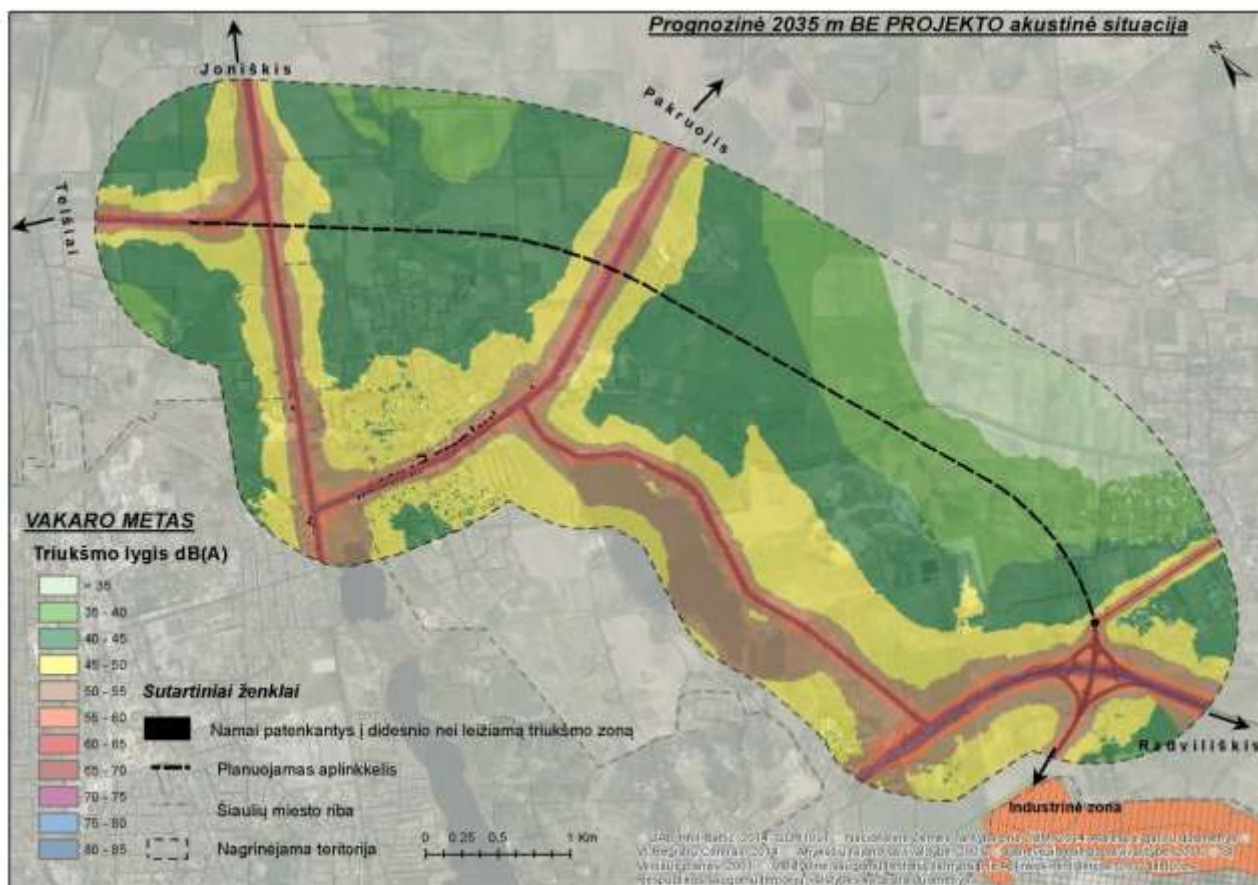 Prognozinė 2035 m BE PROJEKTO akustinė situacija
N
Joniškis
Pakruojis
Telšiai
VAKARO METAS
Triukšmo lygis dB(A)
< 35
35 - 40
40 - 45
45 - 50
50 - 55
55 - 60
60 - 65
65 - 70
70 - 75
75 - 80
80 - 85
Sutartiniai ženklai
Namai patenkantys į didesnio nei leižiamą triukšmo zoną
Planuojamas aplinkkelis
Šiaulių miesto riba
Nagrinėjama teritorija
0 0.25 0.5 1 Km
Radviliškis
Industrinė zona